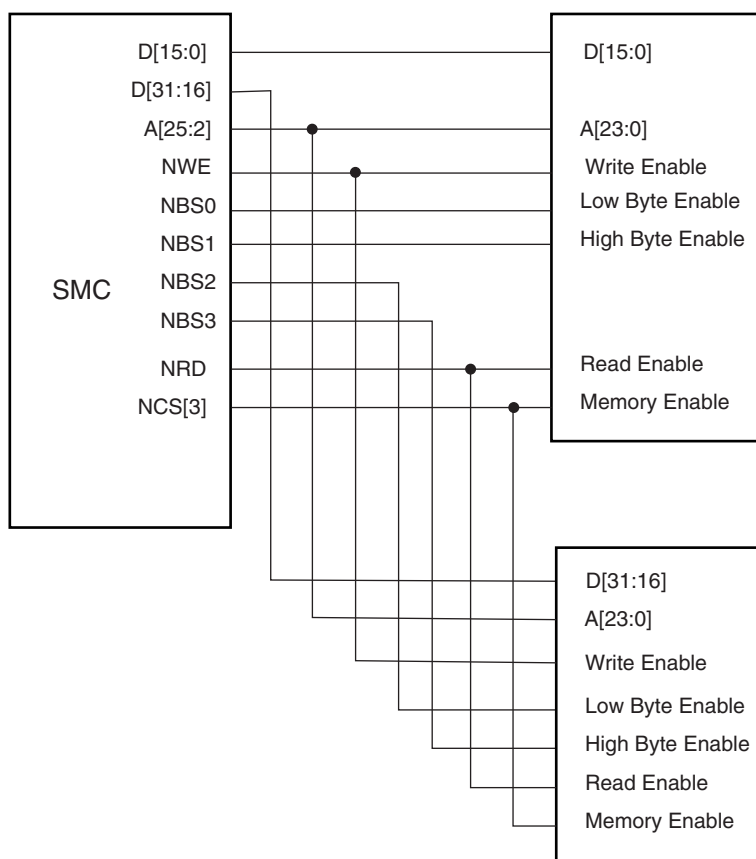 D[15:0]
D[31:16]
A[25:2]
NWE
NBS0
NBS1
NBS2
NBS3
NRD
NCS[3]
SMC
D[15:0]
A[23:0]
Write Enable
Low Byte Enable
High Byte Enable
Read Enable
Memory Enable
D[31:16]
A[23:0]
Write Enable
Low Byte Enable
High Byte Enable
Read Enable
Memory Enable